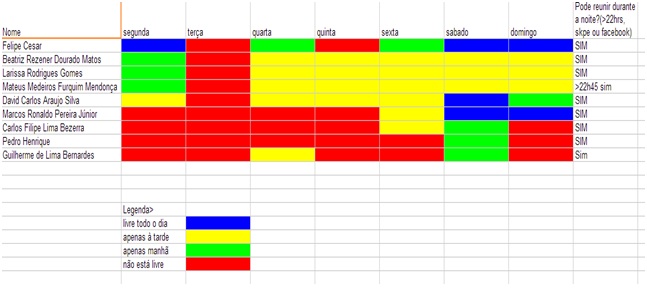 Pode reunir durante
a noite?(>22hrs,
Nome segunda terça quarta quinta sexta sabado domingo skpe ou facebook)
Felipe Cesar SIM
Beatriz Rezener Dourado Matos SIM
Larissa Rodrigues Gomes SIM
Mateus Medeiros Furquim Mendonça >22h45 sim
David Carlos Araujo Silva SIM
Marcos Ronaldo Pereira Júnior SIM
Carlos Filipe Lima Bezerra SIM
Pedro Henrique SIM
Guilherme de Lima Bernardes Sim
Legenda>
livre todo o dia
apenas á tarde
apenas manhã
não está livre